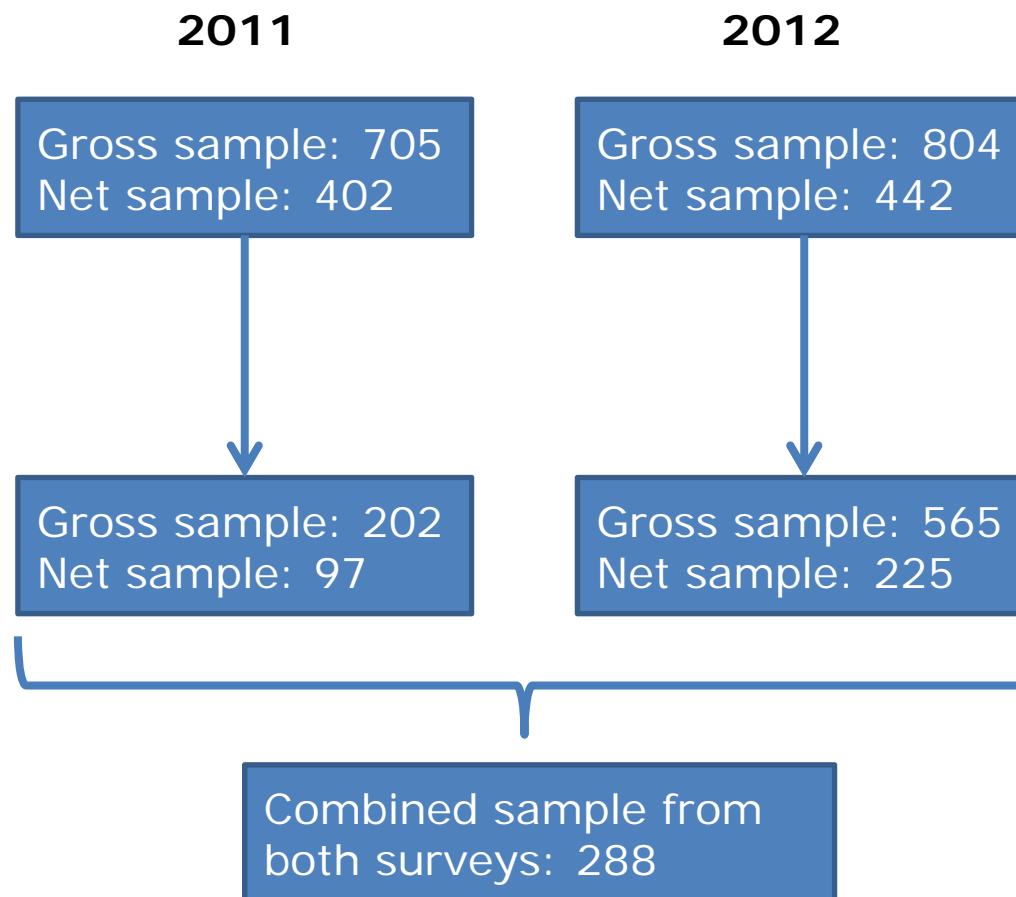 2011
2012
Gross sample: 705
Net sample: 402
Gross sample: 804
Net sample: 442
Gross sample: 202
Net sample: 97
Gross sample: 565
Net sample: 225
Combined sample from
both surveys: 288